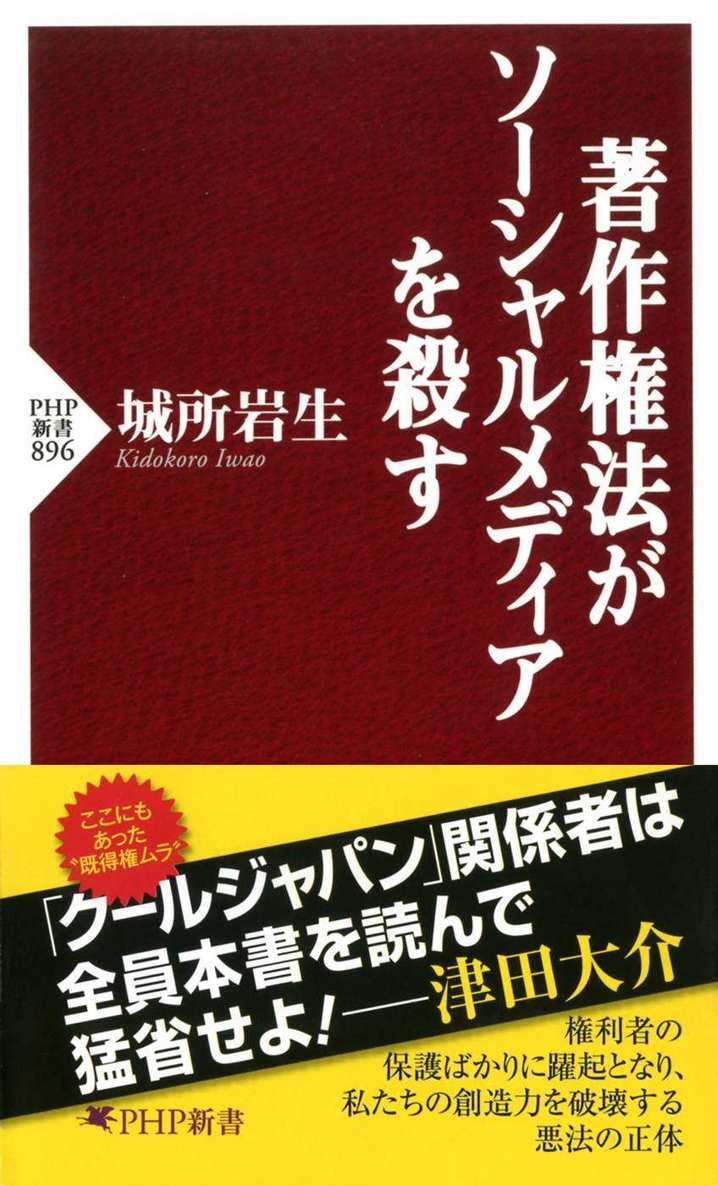 著作権法が
ソーシャルメディア
を殺す
城所岩生
Kidokoro Iwao
PHP
新書
896
ここにも
あった
“既得権ムラ”
「クールジャパン」関係者は
全員本書を読んで
猛省せよ!——津田大介
権利者の
保護ばかりに躍起となり、
私たちの創造力を破壊する
悪法の正体
PHP新書